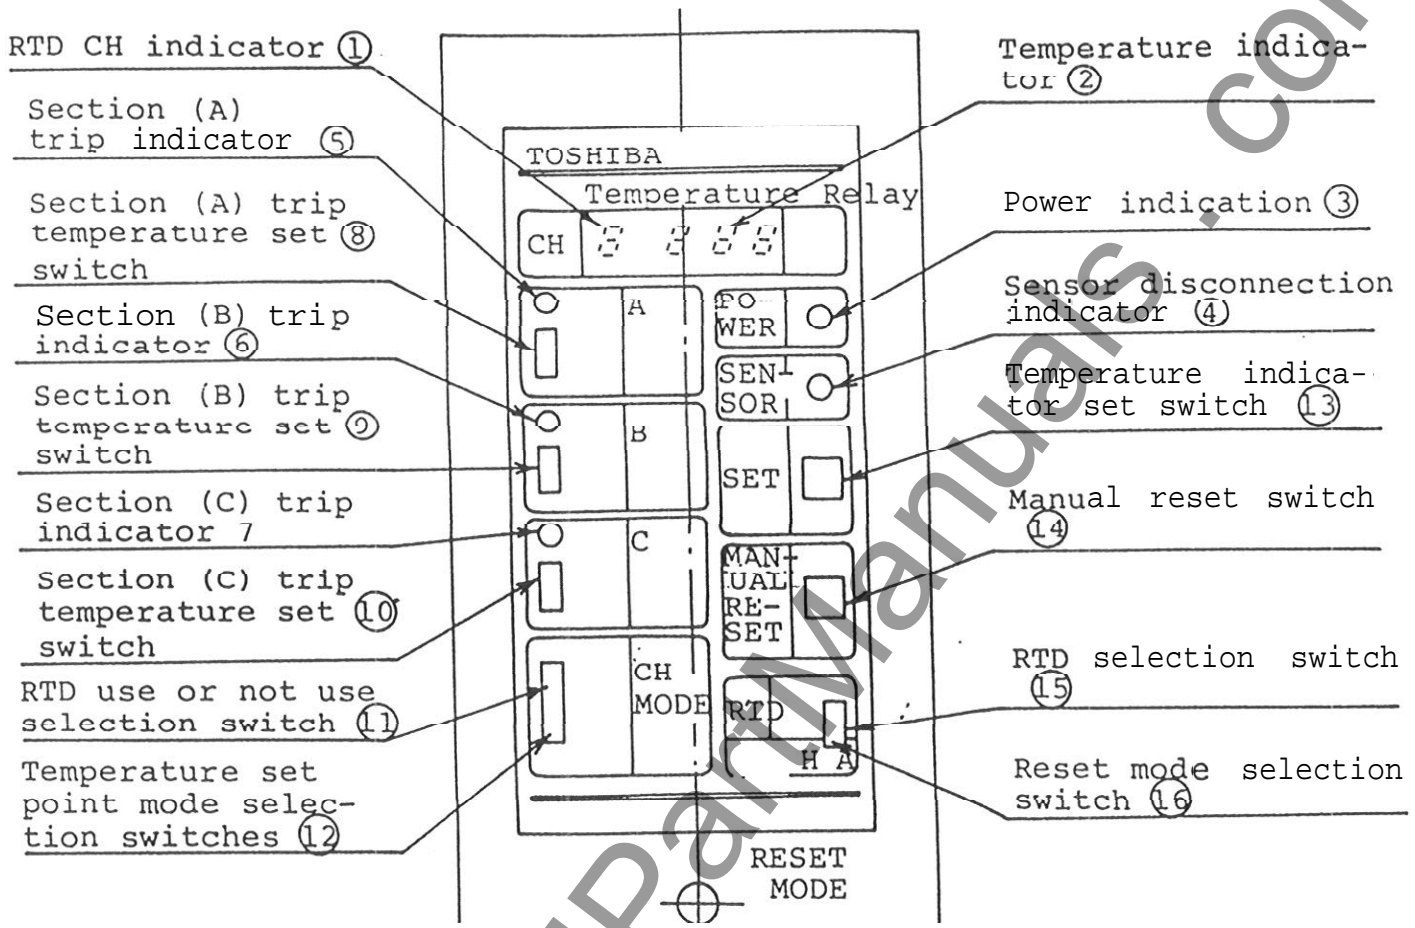 RTD CH indicator ①
Section (A)
trip indicator ⑤
Section (A) trip
temperature set ⑧
switch
Section (B) trip
indicator ⑥
Section (B) trip
temperature set ⑨
switch
Section (C) trip
indicator 7
Section (C) trip
temperature set ⑩
switch
RTD use or not use
selection switch ⑪
Temperature set
point mode selec-
tion switches ⑫
TOSHIBA
Temperature Relay
CH 8 8 8 8
A
PO
WER
SEN-
SOR
B
SET
C
MAN-
UAL
RE-
SET
CH
MODE
RTD
H A
RESET
MODE
Temperature indica-
tor ②
Power indication ③
Sensor disconnection
indicator ④
Temperature indica-
tor set switch ⑬
Manual reset switch
⑭
RTD selection switch
⑮
Reset mode selection
switch ⑯